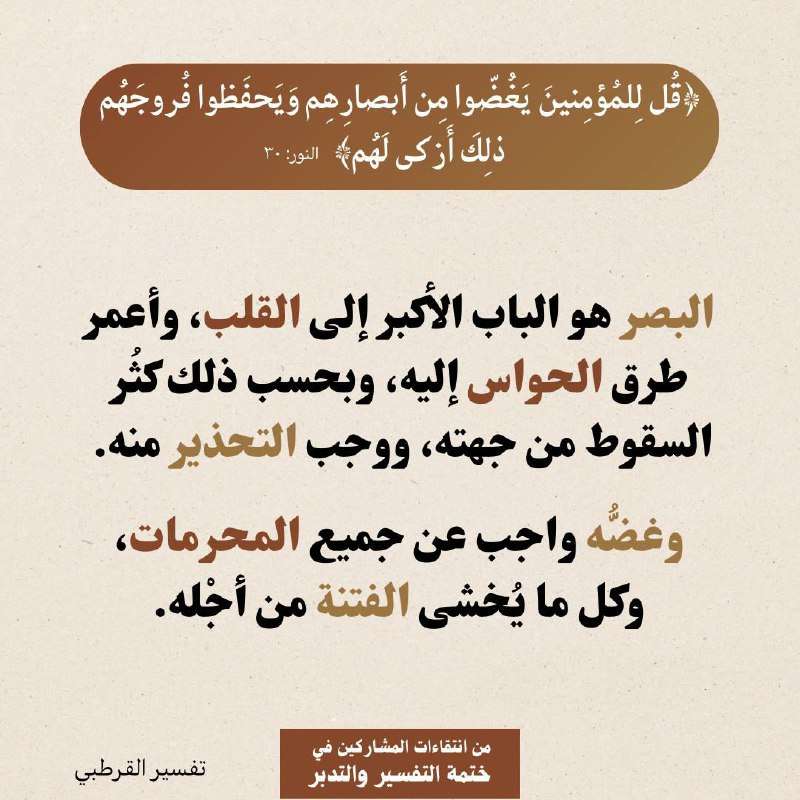 ﴿قُل لِلمُؤمِنينَ يَغُضّوا مِن أَبصارِهِم وَيَحفَظوا فُروجَهُم
ذلِكَ أَزكى لَهُم﴾ النور: ٣٠
البصر هو الباب الأكبر إلى القلب، وأعمر
طرق الحواس إليه، وبحسب ذلك كثُر
السقوط من جهته، ووجب التحذير منه.
وغضُّه واجب عن جميع المحرمات،
وكل ما يُخشى الفتنة من أجْله.
من انتقاءات المشاركين في
ختمة التفسير والتدبر
تفسير القرطبي